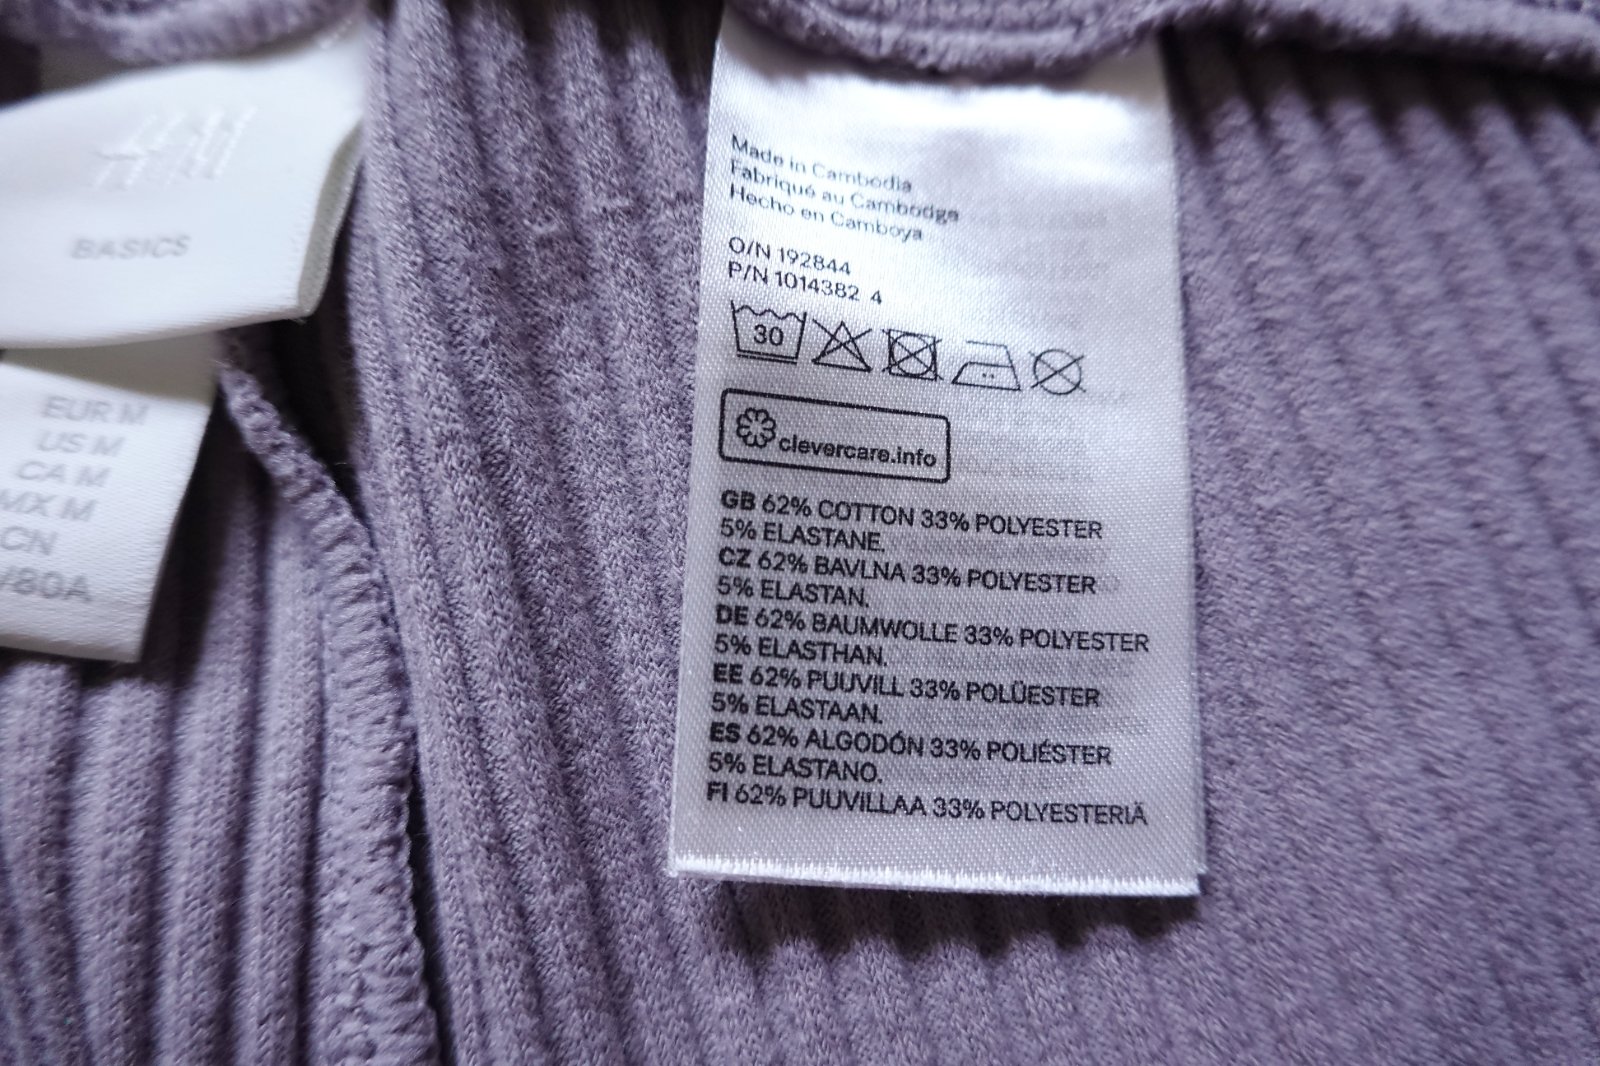 H&M
BASICS
EUR M
US M
CA M
MX M
CN
/80A
Made in Cambodia
Fabriqué au Cambodge
Hecho en Camboya
O/N 192844
P/N 1014382 4
30
clevercare.info
GB 62% COTTON 33% POLYESTER
5% ELASTANE.
CZ 62% BAVLNA 33% POLYESTER
5% ELASTAN.
DE 62% BAUMWOLLE 33% POLYESTER
5% ELASTHAN.
EE 62% PUUVILL 33% POLÜESTER
5% ELASTAAN.
ES 62% ALGODÓN 33% POLIÉSTER
5% ELASTANO.
FI 62% PUUVILLAA 33% POLYESTERIÄ